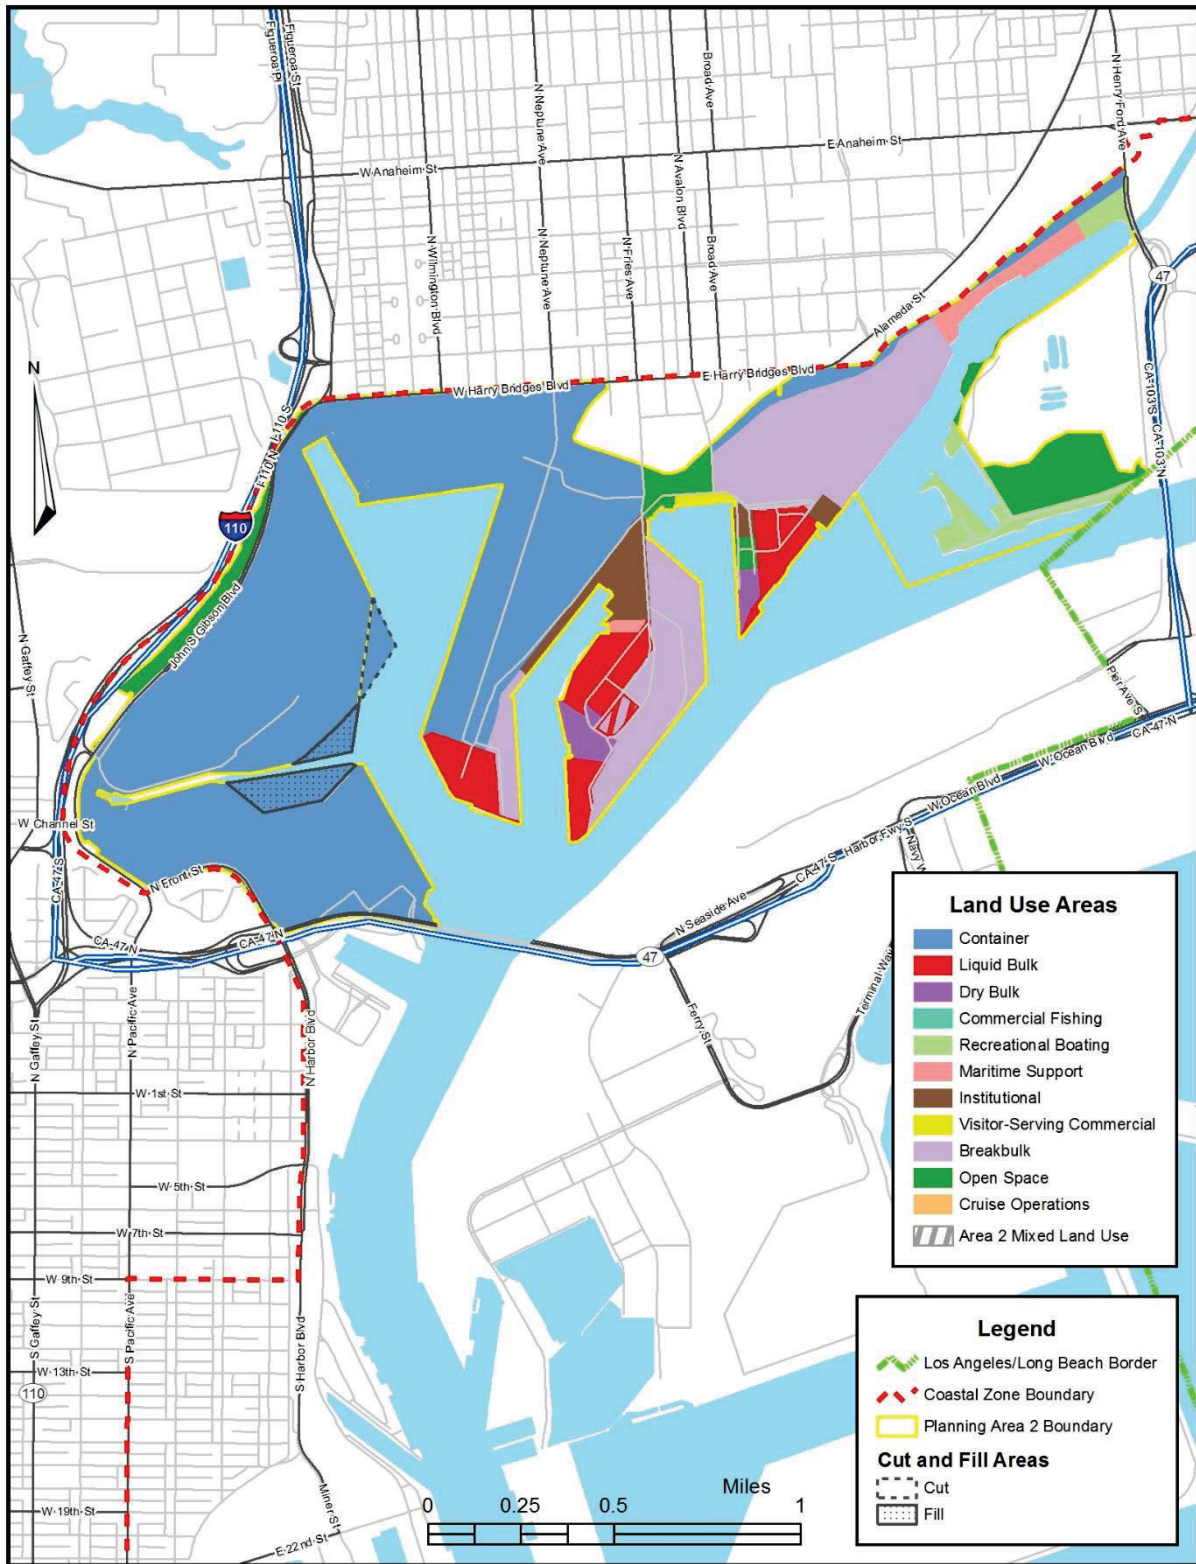 Figueroa Pl
Figueroa St
N Neptune Ave
Broad Ave
N Henry Ford Ave
E Anaheim St
W Anaheim St
N Avalon Blvd
N Wilmington Blvd
N Neptune Ave
N Fries Ave
Broad Ave
47
Alameda St
N
W Harry Bridges Blvd
E Harry Bridges Blvd
CA-103 S
CA-103 N
I-110 S
I-110 N
110
John S Gibson Blvd
N Gaffey St
Pier Ave S
CA-47 N
W Ocean Blvd
W Ocean Blvd
W Channel St
Harbor Fwy S
CA-47 S
CA-47 S
Navy W
N Front St
N Seaside Ave
CA-47 N
CA-47 N
47
Terminal Way
Ferry St
N Gaffey St
N Pacific Ave
N Harbor Blvd
W 1st St
W 5th St
W 7th St
W 9th St
S Gaffey St
S Pacific Ave
S Harbor Blvd
W 13th St
110
W 19th St
Miner St
E 22nd St
Land Use Areas
Container
Liquid Bulk
Dry Bulk
Commercial Fishing
Recreational Boating
Maritime Support
Institutional
Visitor-Serving Commercial
Breakbulk
Open Space
Cruise Operations
Area 2 Mixed Land Use
Legend
Los Angeles/Long Beach Border
Coastal Zone Boundary
Planning Area 2 Boundary
Cut and Fill Areas
Cut
Fill
Miles
0 0.25 0.5 1